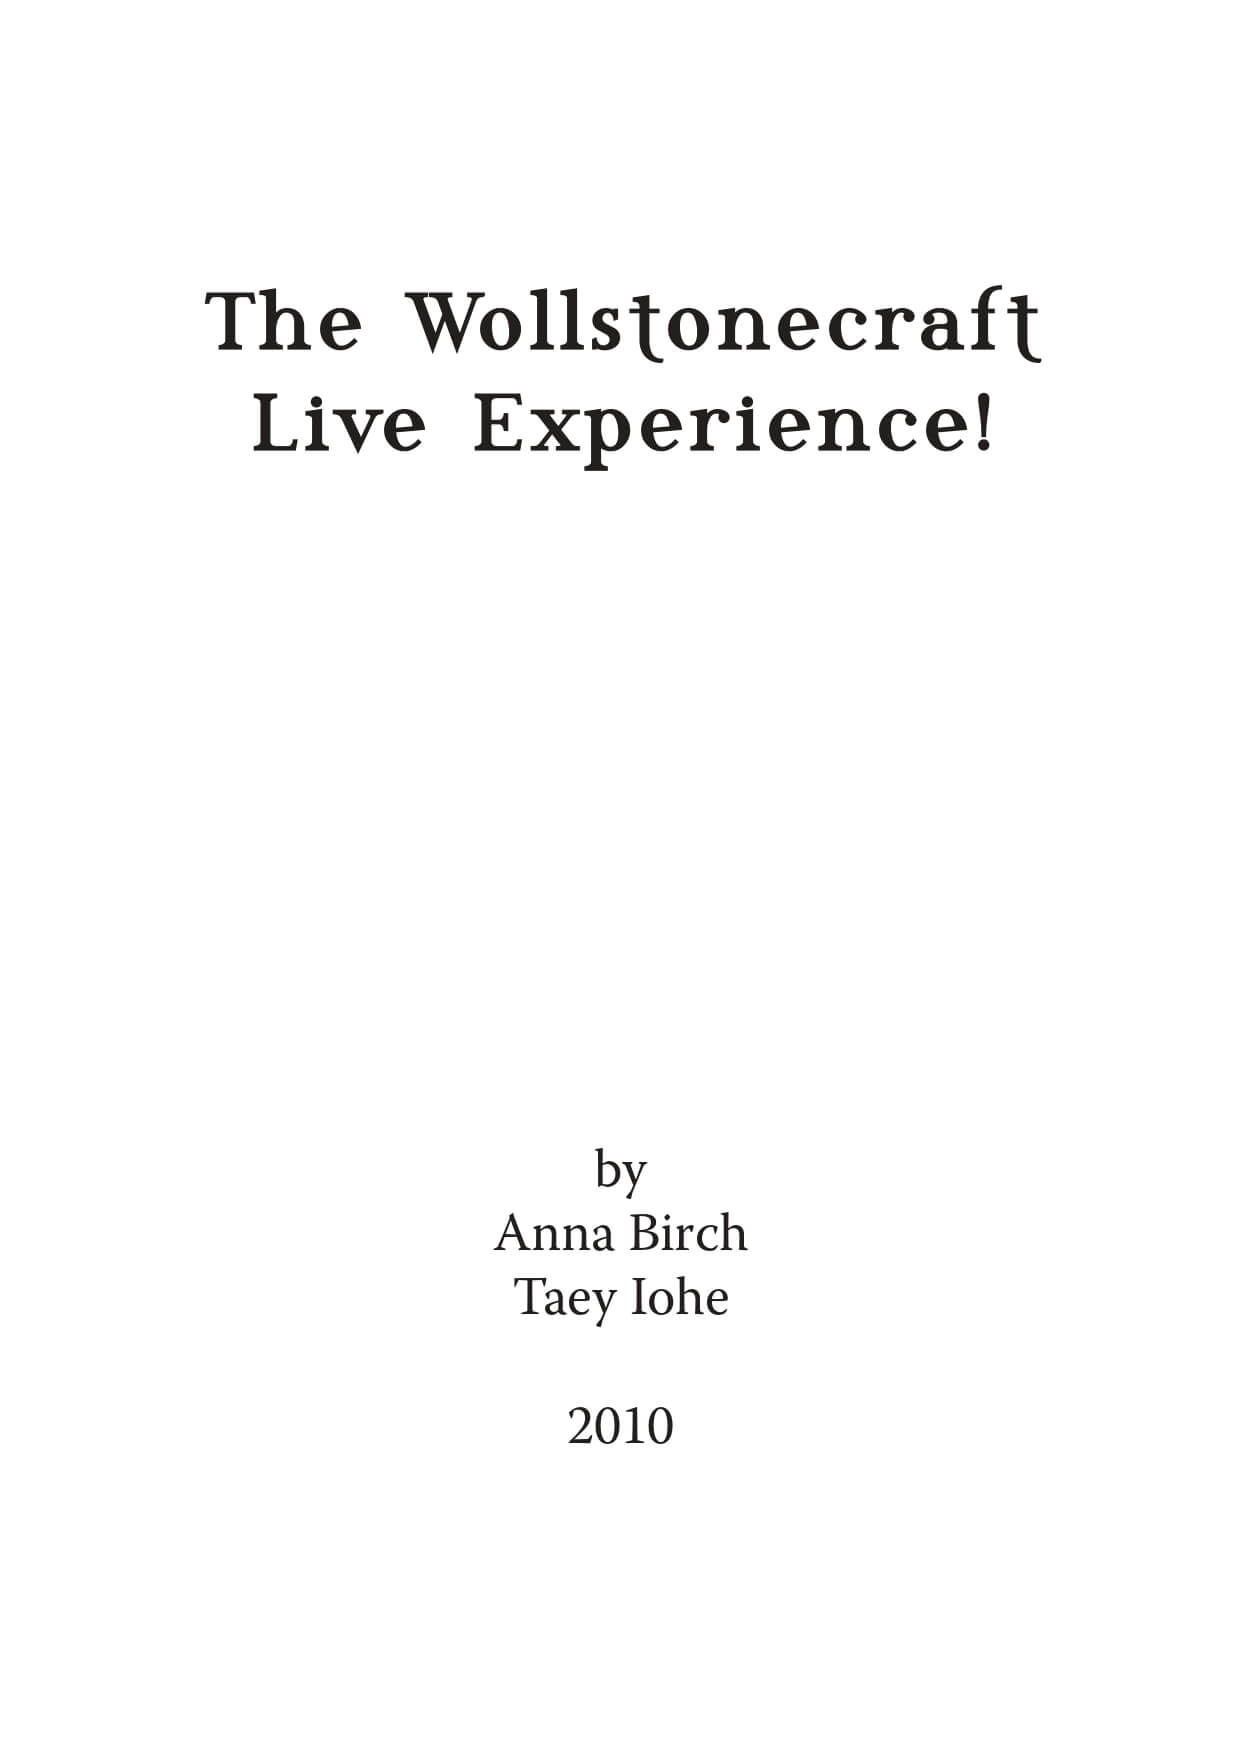 The Wollstonecraft
Live Experience!
by
Anna Birch
Taey Iohe
2010